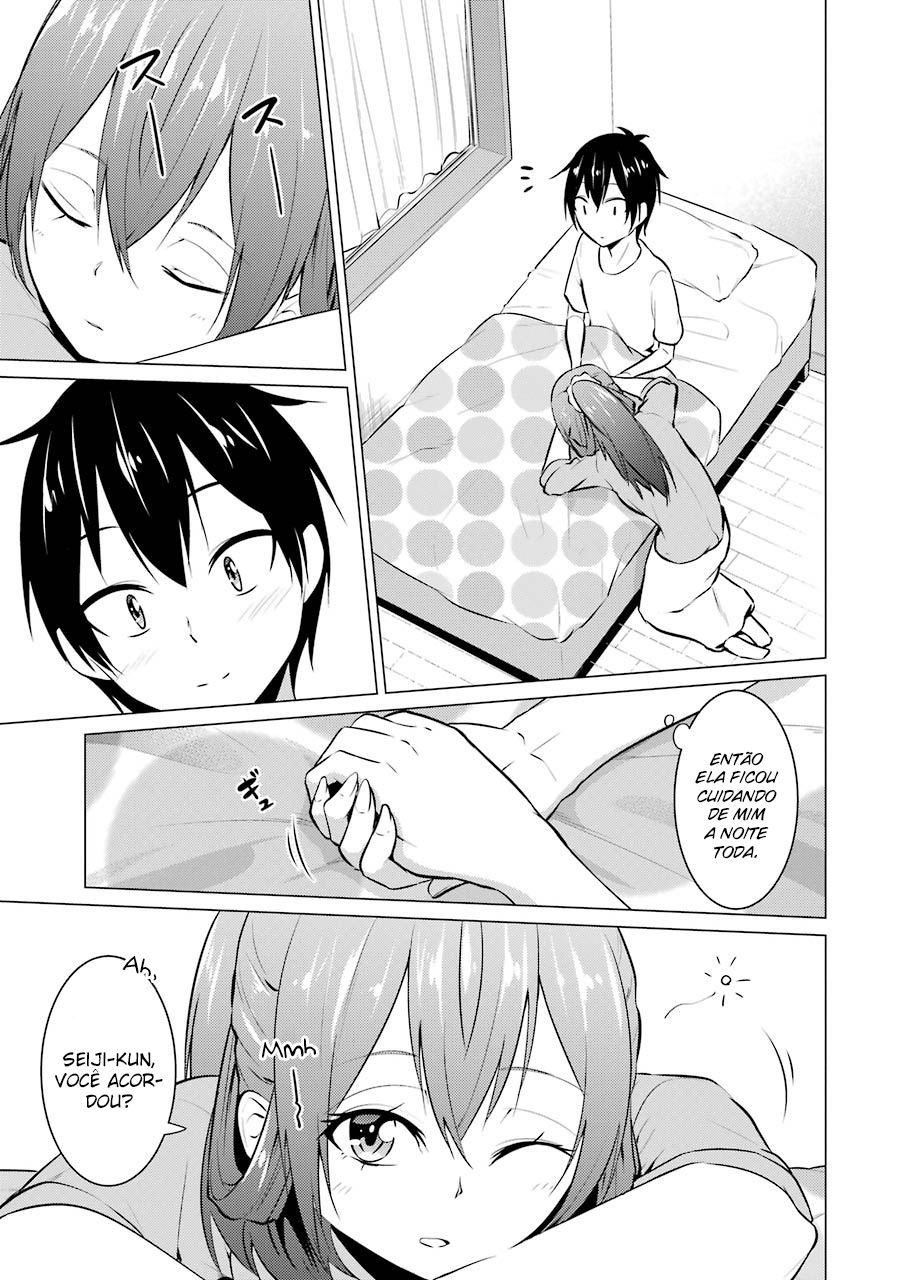 スー
スー
ENTÃO
ELA FICOU
CUIDANDO
DE MIM
A NOITE
TODA.
ギュ
Ah,
SEIJI-KUN,
VOCÊ ACOR-
DOU?
Mmh